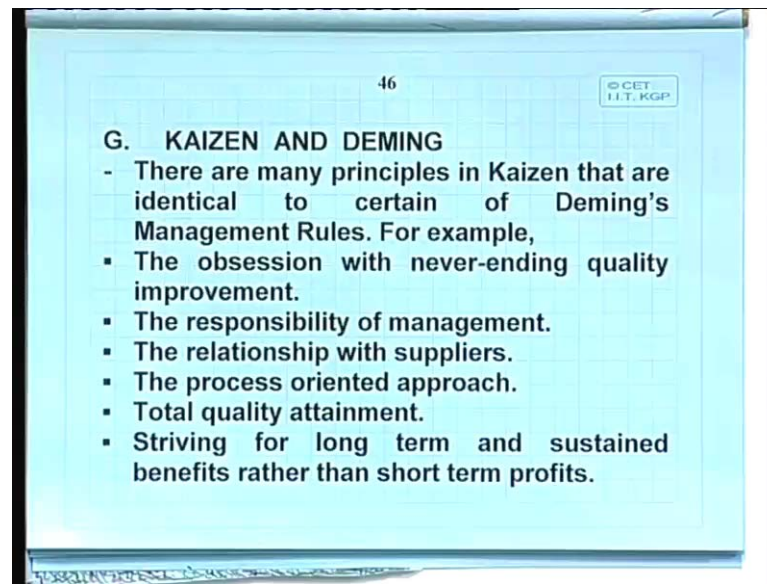 46
© CET
I.I.T. KGP
G. KAIZEN AND DEMING
- There are many principles in Kaizen that are
identical to certain of Deming's
Management Rules. For example,
▪ The obsession with never-ending quality
improvement.
▪ The responsibility of management.
▪ The relationship with suppliers.
▪ The process oriented approach.
▪ Total quality attainment.
▪ Striving for long term and sustained
benefits rather than short term profits.